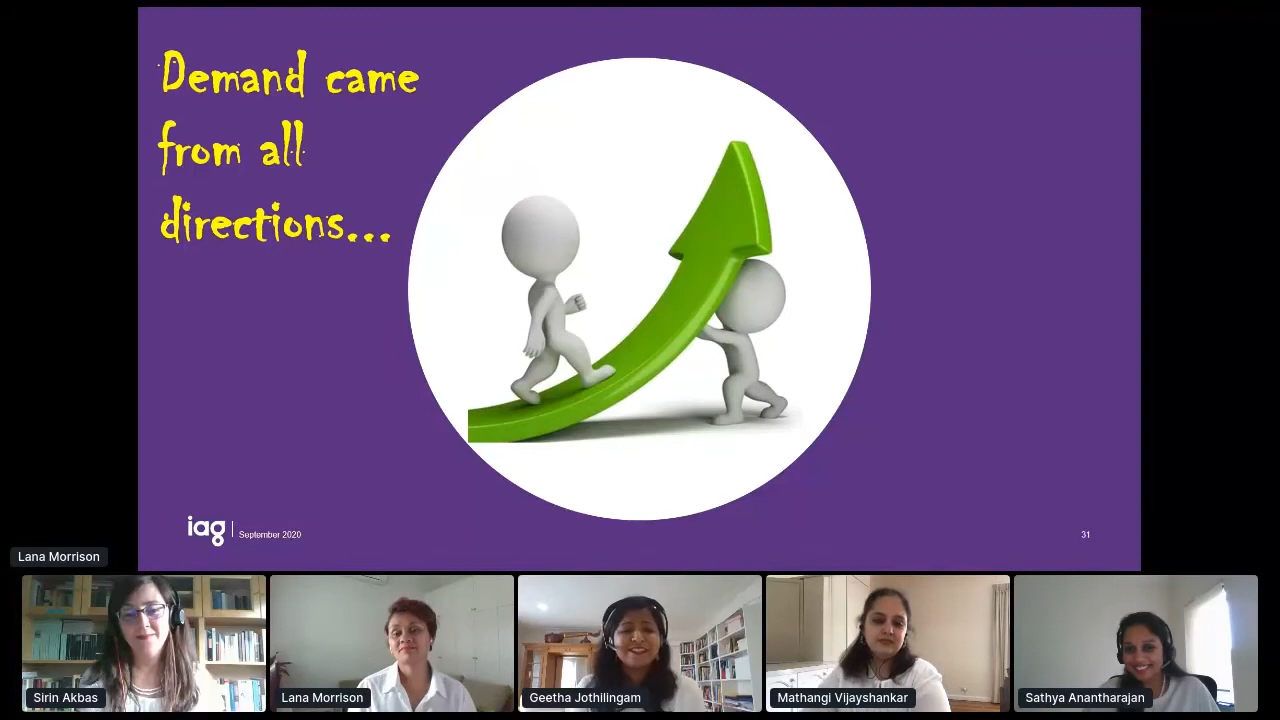 Demand came
from all
directions...
iag
September 2020
31
Lana Morrison
Sirin Akbas
Lana Morrison
Geetha Jothilingam
Mathangi Vijayshankar
Sathya Anantharajan